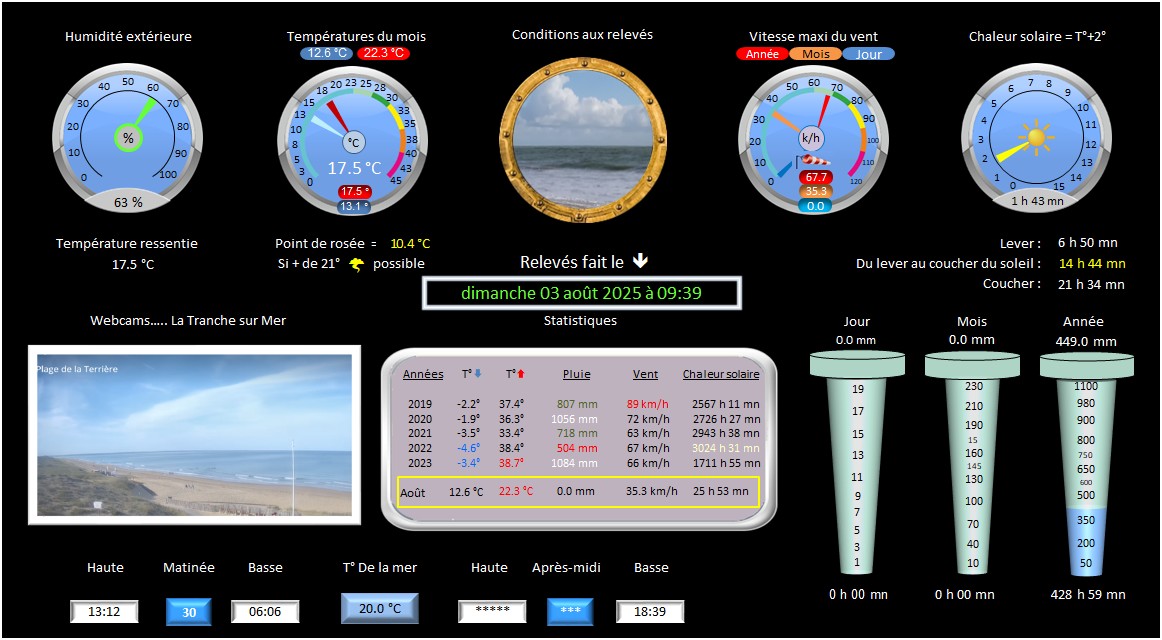 Humidité extérieure
Températures du mois
12.6 °C 22.3 °C
Conditions aux relevés
Vitesse maxi du vent
Année Mois Jour
Chaleur solaire = T°+2°
0 10 20 30 40 50 60 70 80 90 100
%
63 %
0 3 5 8 10 13 15 18 20 23 25 28 30 33 35 38 40 43 45
°C
17.5 °C
17.5 °
13.1 °
0 10 20 30 40 50 60 70 80 90 100 110 120
k/h
67.7
35.3
0.0
0 1 2 3 4 5 6 7 8 9 10 11 12 13 14 15
1 h 43 mn
Température ressentie
17.5 °C
Point de rosée = 10.4 °C
Si + de 21° possible
Relevés fait le
dimanche 03 août 2025 à 09:39
Lever : 6 h 50 mn
Du lever au coucher du soleil : 14 h 44 mn
Coucher : 21 h 34 mn
Webcams..... La Tranche sur Mer
Plage de la Terrière
Statistiques
Années T° T° Pluie Vent Chaleur solaire
2019 -2.2° 37.4° 807 mm 89 km/h 2567 h 11 mn
2020 -1.9° 36.3° 1056 mm 72 km/h 2726 h 27 mn
2021 -3.5° 33.4° 718 mm 63 km/h 2943 h 38 mn
2022 -4.6° 38.4° 504 mm 67 km/h 3024 h 31 mn
2023 -3.4° 38.7° 1084 mm 66 km/h 1711 h 55 mn
Août 12.6 °C 22.3 °C 0.0 mm 35.3 km/h 25 h 53 mn
Jour
0.0 mm
19
17
15
13
11
9
7
5
3
1
0 h 00 mn
Mois
0.0 mm
230
210
190
15
160
145
130
100
70
40
10
0 h 00 mn
Année
449.0 mm
1100
980
900
800
750
650
600
500
350
200
50
428 h 59 mn
Haute Matinée Basse
13:12 30 06:06
T° De la mer
20.0 °C
Haute Après-midi Basse
***** *** 18:39